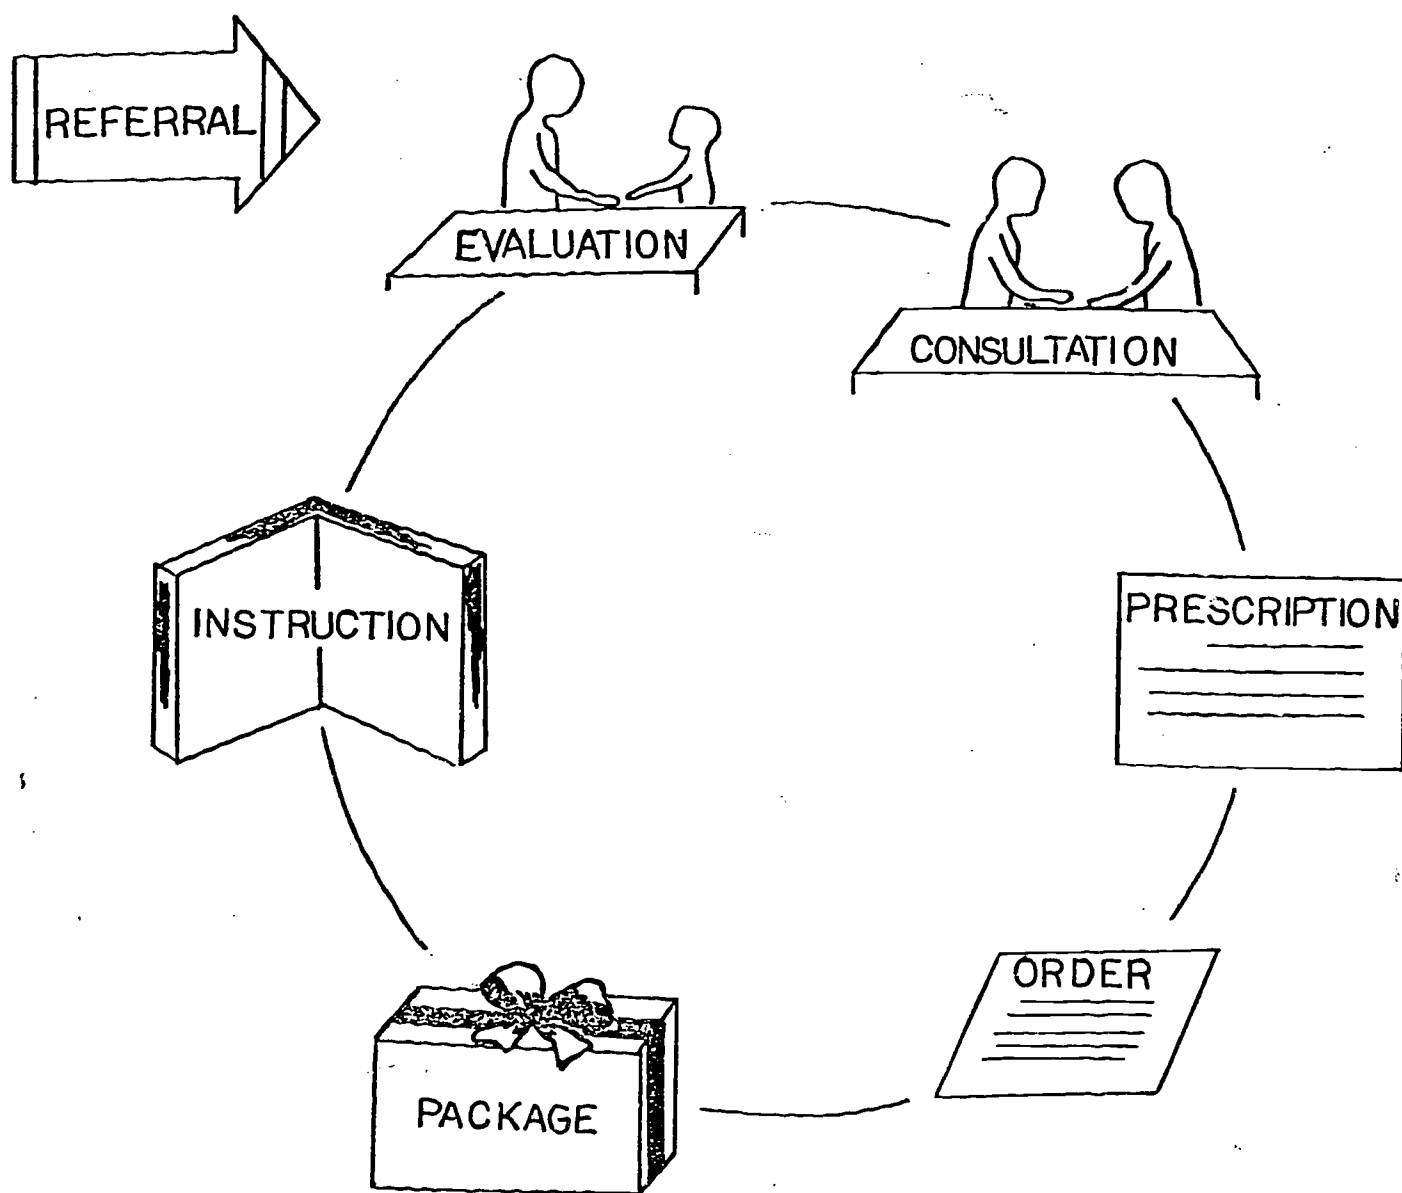 REFERRAL
EVALUATION
CONSULTATION
PRESCRIPTION
ORDER
PACKAGE
INSTRUCTION